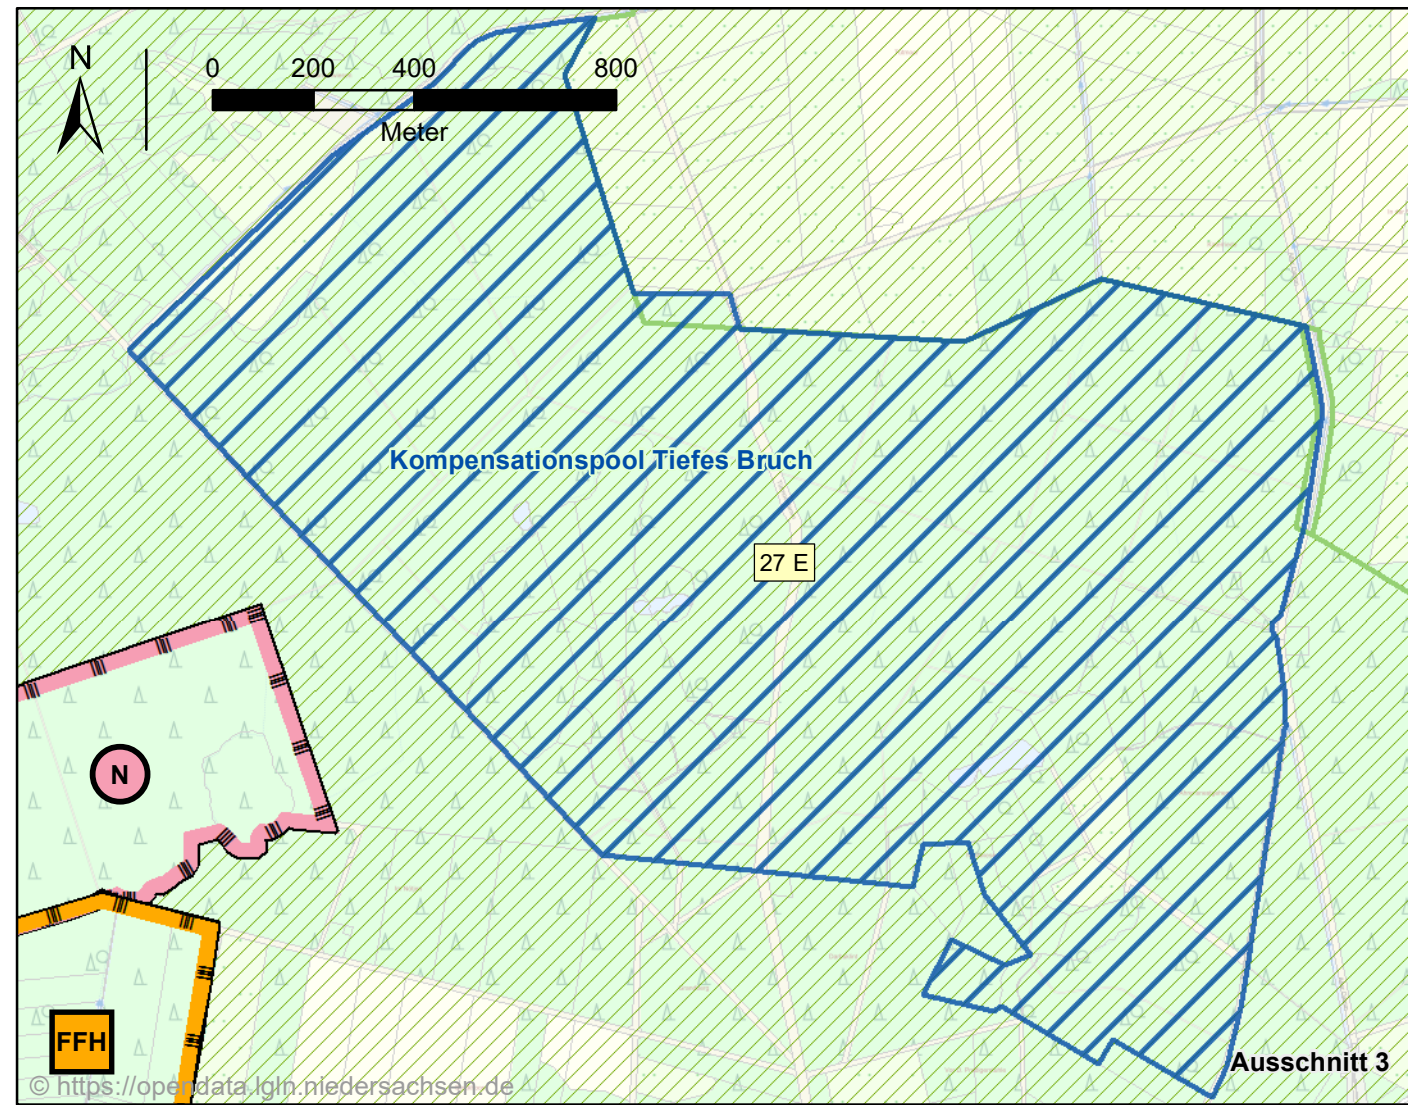 N
0 200 400 800
Meter
Kompensationspool Tiefes Bruch
27 E
N
FFH
Ausschnitt 3
© https://opendata.lgln.niedersachsen.de